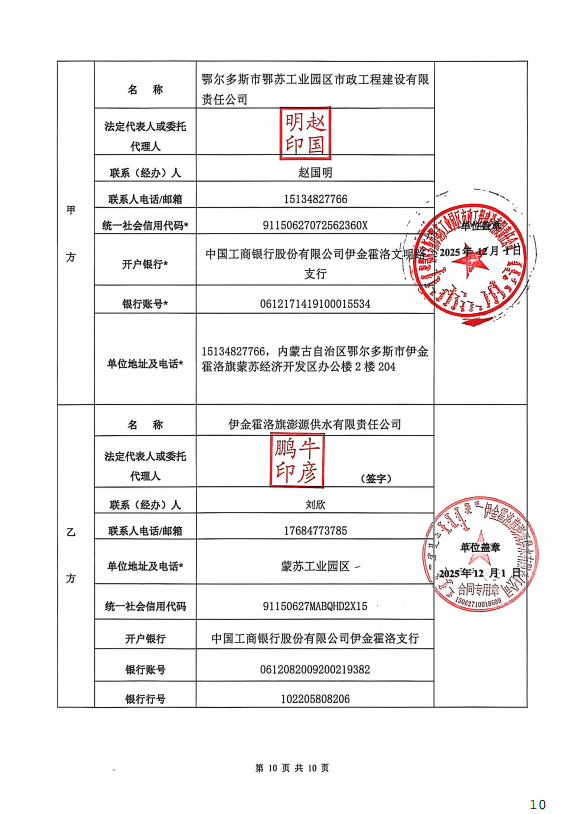 甲
方
名 称
鄂尔多斯市鄂苏工业园区市政工程建设有限
责任公司
法定代表人或委托
代理人
明赵
印国
联系（经办）人
赵国明
联系人电话/邮箱
15134827766
统一社会信用代码*
91150627072562360X
开户银行*
中国工商银行股份有限公司伊金霍洛文明路
支行
银行账号*
0612171419100015534
单位地址及电话*
15134827766，内蒙古自治区鄂尔多斯市伊金
霍洛旗蒙苏经济开发区办公楼 2 楼 204
单位盖章
2025 年 12 月 1 日
乙
方
名 称
伊金霍洛旗澎源供水有限责任公司
法定代表人或委托
代理人
鹏牛
印彦
（签字）
联系（经办）人
刘欣
联系人电话/邮箱
17684773785
单位地址及电话*
蒙苏工业园区
统一社会信用代码
91150627MABQHD2X15
开户银行
中国工商银行股份有限公司伊金霍洛支行
银行账号
0612082009200219382
银行行号
102205808206
单位盖章
2025 年 12 月 1 日
合同专用章
第 10 页 共 10 页
10